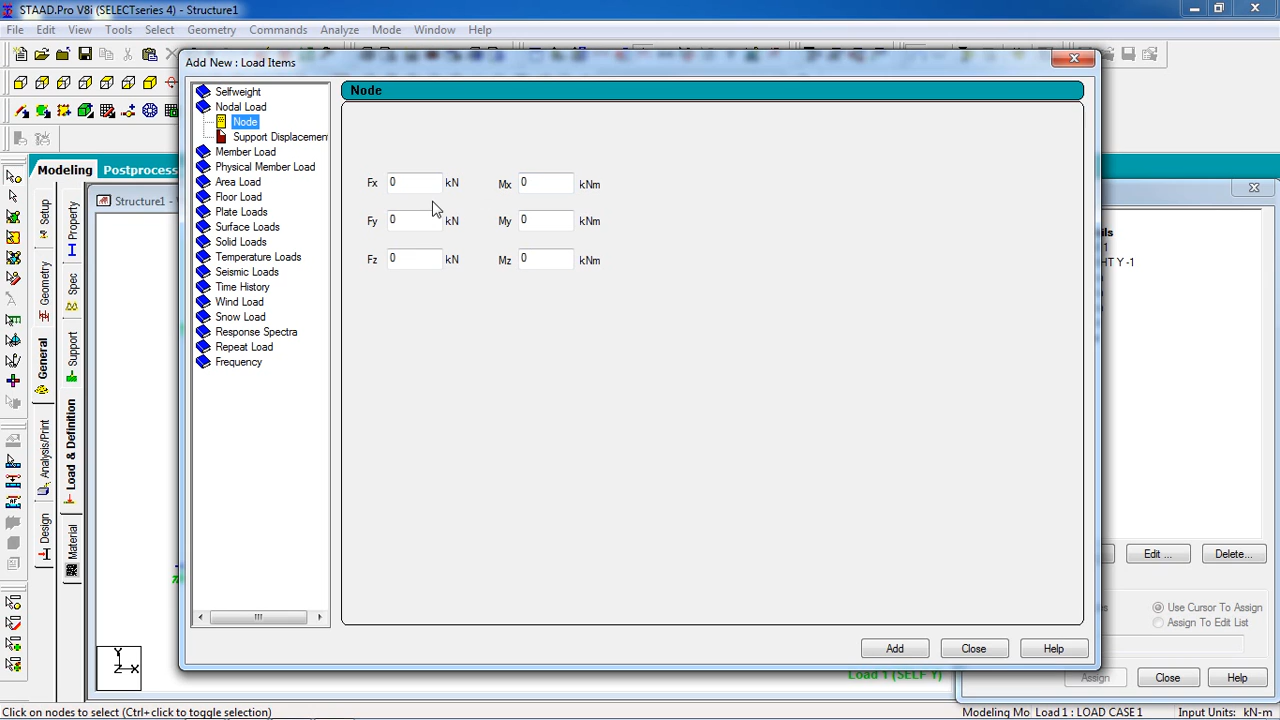 STAAD.Pro V8i (SELECTseries 4) - Structure1
File Edit View Tools Select Geometry Commands Analyze Mode Window Help
Add New : Load Items
Modeling Postprocess
Structure1 -
Setup
Geometry
General
Analysis/Print
Design
Property
Spec
Support
Load & Definition
Material
Selfweight
Nodal Load
Node
Support Displacemen
Member Load
Physical Member Load
Area Load
Floor Load
Plate Loads
Surface Loads
Solid Loads
Temperature Loads
Seismic Loads
Time History
Wind Load
Snow Load
Response Spectra
Repeat Load
Frequency
Node
Fx 0 kN Mx 0 kNm
Fy 0 kN My 0 kNm
Fz 0 kN Mz 0 kNm
Add Close Help
ils
1
HT Y -1
Edit ... Delete...
Use Cursor To Assign
Assign To Edit List
Assign Close Help
Y
Z X
Load 1 (SELF Y)
Click on nodes to select (Ctrl+click to toggle selection) Modeling Mo Load 1 : LOAD CASE 1 Input Units: kN-m